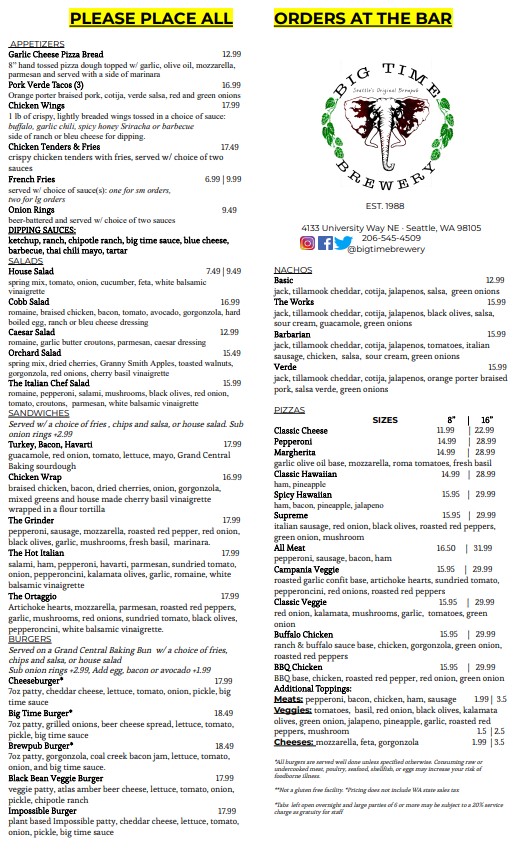 PLEASE PLACE ALL ORDERS AT THE BAR
APPETIZERS
Garlic Cheese Pizza Bread 12.99
8” hand tossed pizza dough topped w/ garlic, olive oil, mozzarella,
parmesan and served with a side of marinara
Pork Verde Tacos (3) 16.99
Orange porter braised pork, cotija, verde salsa, red and green onions
Chicken Wings 17.99
1 lb of crispy, lightly breaded wings tossed in a choice of sauce:
buffalo, garlic chili, spicy honey Sriracha or barbecue
side of ranch or bleu cheese for dipping.
Chicken Tenders & Fries 17.49
crispy chicken tenders with fries, served w/ choice of two
sauces
French Fries 6.99 | 9.99
served w/ choice of sauce(s): one for sm orders,
two for lg orders
Onion Rings 9.49
beer-battered and served w/ choice of two sauces
DIPPING SAUCES:
ketchup, ranch, chipotle ranch, big time sauce, blue cheese,
barbecue, thai chili mayo, tartar
SALADS
House Salad 7.49 | 9.49
spring mix, tomato, onion, cucumber, feta, white balsamic
vinaigrette
Cobb Salad 16.99
romaine, braised chicken, bacon, tomato, avocado, gorgonzola, hard
boiled egg, ranch or bleu cheese dressing
Caesar Salad 12.99
romaine, garlic butter croutons, parmesan, caesar dressing
Orchard Salad 15.49
spring mix, dried cherries, Granny Smith Apples, toasted walnuts,
gorgonzola, red onions, cherry basil vinaigrette
The Italian Chef Salad 15.99
romaine, pepperoni, salami, mushrooms, black olives, red onion,
tomato, croutons, parmesan, white balsamic vinaigrette
SANDWICHES
Served w/ a choice of fries , chips and salsa, or house salad. Sub
onion rings +2.99
Turkey, Bacon, Havarti 17.99
guacamole, red onion, tomato, lettuce, mayo, Grand Central
Baking sourdough
Chicken Wrap 16.99
braised chicken, bacon, dried cherries, onion, gorgonzola,
mixed greens and house made cherry basil vinaigrette
wrapped in a flour tortilla
The Grinder 17.99
pepperoni, sausage, mozzarella, roasted red pepper, red onion,
black olives, garlic, mushrooms, fresh basil, marinara.
The Hot Italian 17.99
salami, ham, pepperoni, havarti, parmesan, sundried tomato,
onion, pepperoncini, kalamata olives, garlic, romaine, white
balsamic vinaigrette
The Ortaggio 17.99
Artichoke hearts, mozzarella, parmesan, roasted red peppers,
garlic, mushrooms, red onions, sundried tomato, black olives,
pepperoncini, white balsamic vinaigrette.
BURGERS
Served on a Grand Central Baking Bun w/ a choice of fries,
chips and salsa, or house salad
Sub onion rings +2.99, Add egg, bacon or avocado +1.99
Cheeseburger* 17.99
7oz patty, cheddar cheese, lettuce, tomato, onion, pickle, big
time sauce
Big Time Burger* 18.49
7oz patty, grilled onions, beer cheese spread, lettuce, tomato,
pickle, big time sauce
Brewpub Burger* 18.49
7oz patty, gorgonzola, coal creek bacon jam, lettuce, tomato,
onion, and big time sauce.
Black Bean Veggie Burger 17.99
veggie patty, atlas amber beer cheese, lettuce, tomato, onion,
pickle, chipotle ranch
Impossible Burger 17.99
plant based Impossible patty, cheddar cheese, lettuce, tomato,
onion, pickle, big time sauce
BIG TIME
Seattle's Original Brewpub
BREWERY
EST. 1988
4133 University Way NE · Seattle, WA 98105
206-545-4509
@bigtimebrewery
NACHOS
Basic 12.99
jack, tillamook cheddar, cotija, jalapenos, salsa, green onions
The Works 15.99
jack, tillamook cheddar, cotija, jalapenos, black olives, salsa,
sour cream, guacamole, green onions
Barbarian 15.99
jack, tillamook cheddar, cotija, jalapenos, tomatoes, italian
sausage, chicken, salsa, sour cream, green onions
Verde 15.99
jack, tillamook cheddar, cotija, jalapenos, orange porter braised
pork, salsa verde, green onions
PIZZAS
SIZES 8” | 16”
Classic Cheese 11.99 | 22.99
Pepperoni 14.99 | 28.99
Margherita 14.99 | 28.99
garlic olive oil base, mozzarella, roma tomatoes, fresh basil
Classic Hawaiian 14.99 | 28.99
ham, pineapple
Spicy Hawaiian 15.95 | 29.99
ham, bacon, pineapple, jalapeno
Supreme 15.95 | 29.99
italian sausage, red onion, black olives, roasted red peppers,
green onion, mushroom
All Meat 16.50 | 31.99
pepperoni, sausage, bacon, ham
Campania Veggie 15.95 | 29.99
roasted garlic confit base, artichoke hearts, sundried tomato,
pepperoncini, red onions, roasted red peppers
Classic Veggie 15.95 | 29.99
red onion, kalamata, mushrooms, garlic, tomatoes, green
onion
Buffalo Chicken 15.95 | 29.99
ranch & buffalo sauce base, chicken, gorgonzola, green onion,
roasted red peppers
BBQ Chicken 15.95 | 29.99
BBQ base, chicken, roasted red pepper, red onion, green onion
Additional Toppings:
Meats: pepperoni, bacon, chicken, ham, sausage 1.99 | 3.5
Veggies: tomatoes, basil, red onion, black olives, kalamata
olives, green onion, jalapeno, pineapple, garlic, roasted red
peppers, mushroom 1.5 | 2.5
Cheeses: mozzarella, feta, gorgonzola 1.99 | 3.5
*All burgers are served well done unless specified otherwise. Consuming raw or
undercooked meat, poultry, seafood, shellfish, or eggs may increase your risk of
foodborne illness.
**Not a gluten free facility. *Pricing does not include WA state sales tax
*Tabs left open overnight and large parties of 6 or more may be subject to a 20% service
charge as gratuity for staff